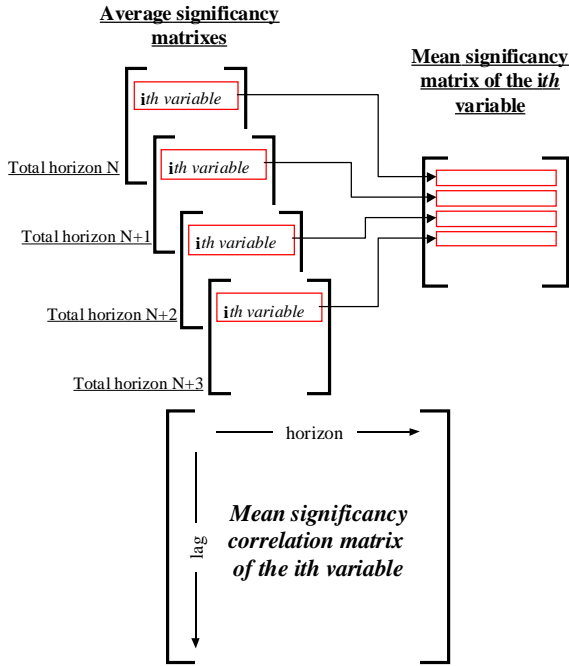 Average significancy
matrixes
Mean significancy
matrix of the ith
variable
ith variable
Total horizon N
ith variable
Total horizon N+1
ith variable
Total horizon N+2
ith variable
Total horizon N+3
horizon
lag
Mean significancy
correlation matrix
of the ith variable